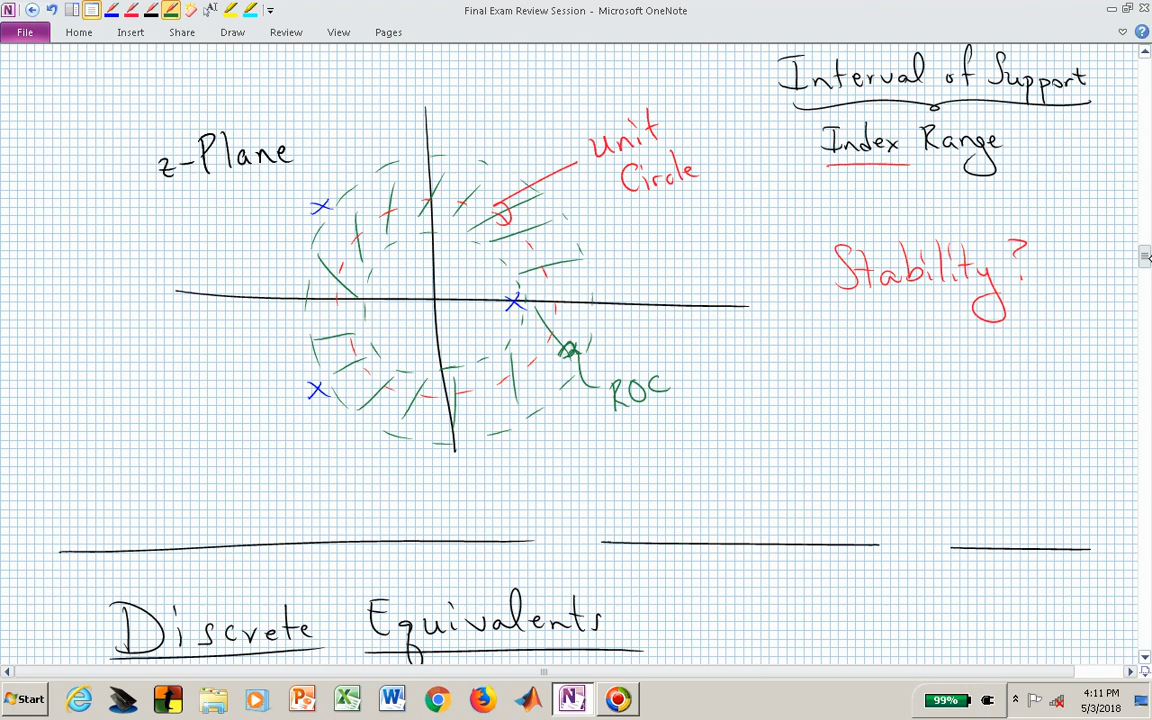 Final Exam Review Session - Microsoft OneNote
File Home Insert Share Draw Review View Pages
Interval of Support
Index Range
z-Plane
Unit
Circle
Stability?
ROC
Discrete Equivalents
Start
99%
4:11 PM
5/3/2018